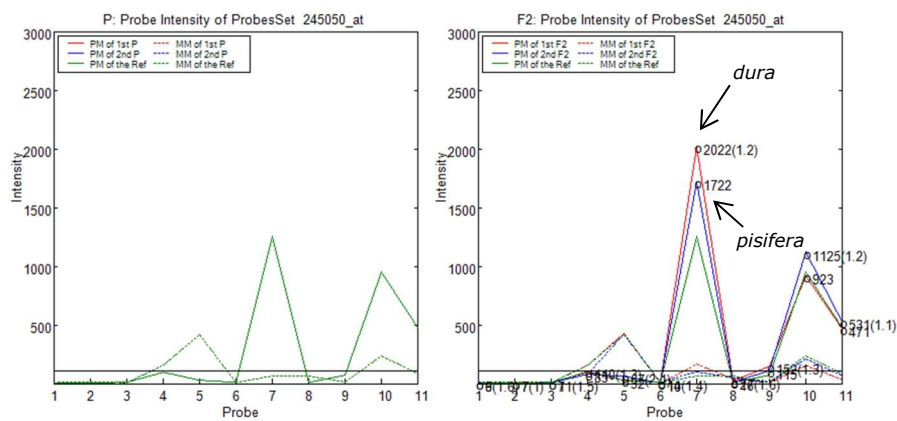 P: Probe Intensity of ProbesSet 245050_at
PM of 1st P MM of 1st P
PM of 2nd P MM of 2nd P
PM of the Ref MM of the Ref
3000
2500
2000
1500
1000
500
Intensity
1 2 3 4 5 6 7 8 9 10 11
Probe
F2: Probe Intensity of ProbesSet 245050_at
PM of 1st F2 MM of 1st F2
PM of 2nd F2 MM of 2nd F2
PM of the Ref MM of the Ref
3000
2500
2000
1500
1000
500
Intensity
dura
2022(1.2)
1722
pisifera
1125(1.2)
923
531(1.1)
471
1 2 3 4 5 6 7 8 9 10 11
Probe